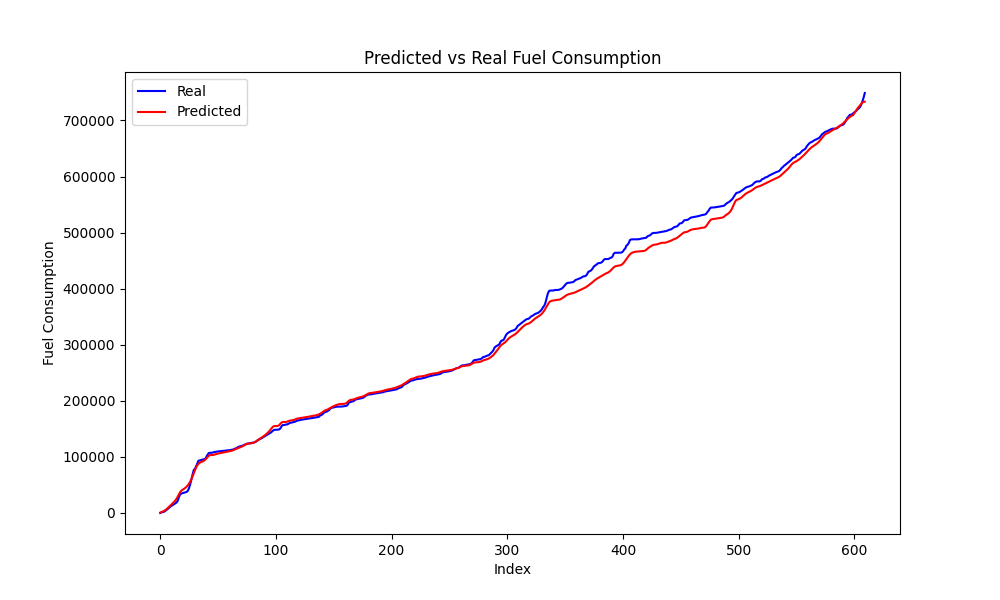 Predicted vs Real Fuel Consumption
Real
Predicted
Fuel Consumption
700000
600000
500000
400000
300000
200000
100000
0
0 100 200 300 400 500 600
Index